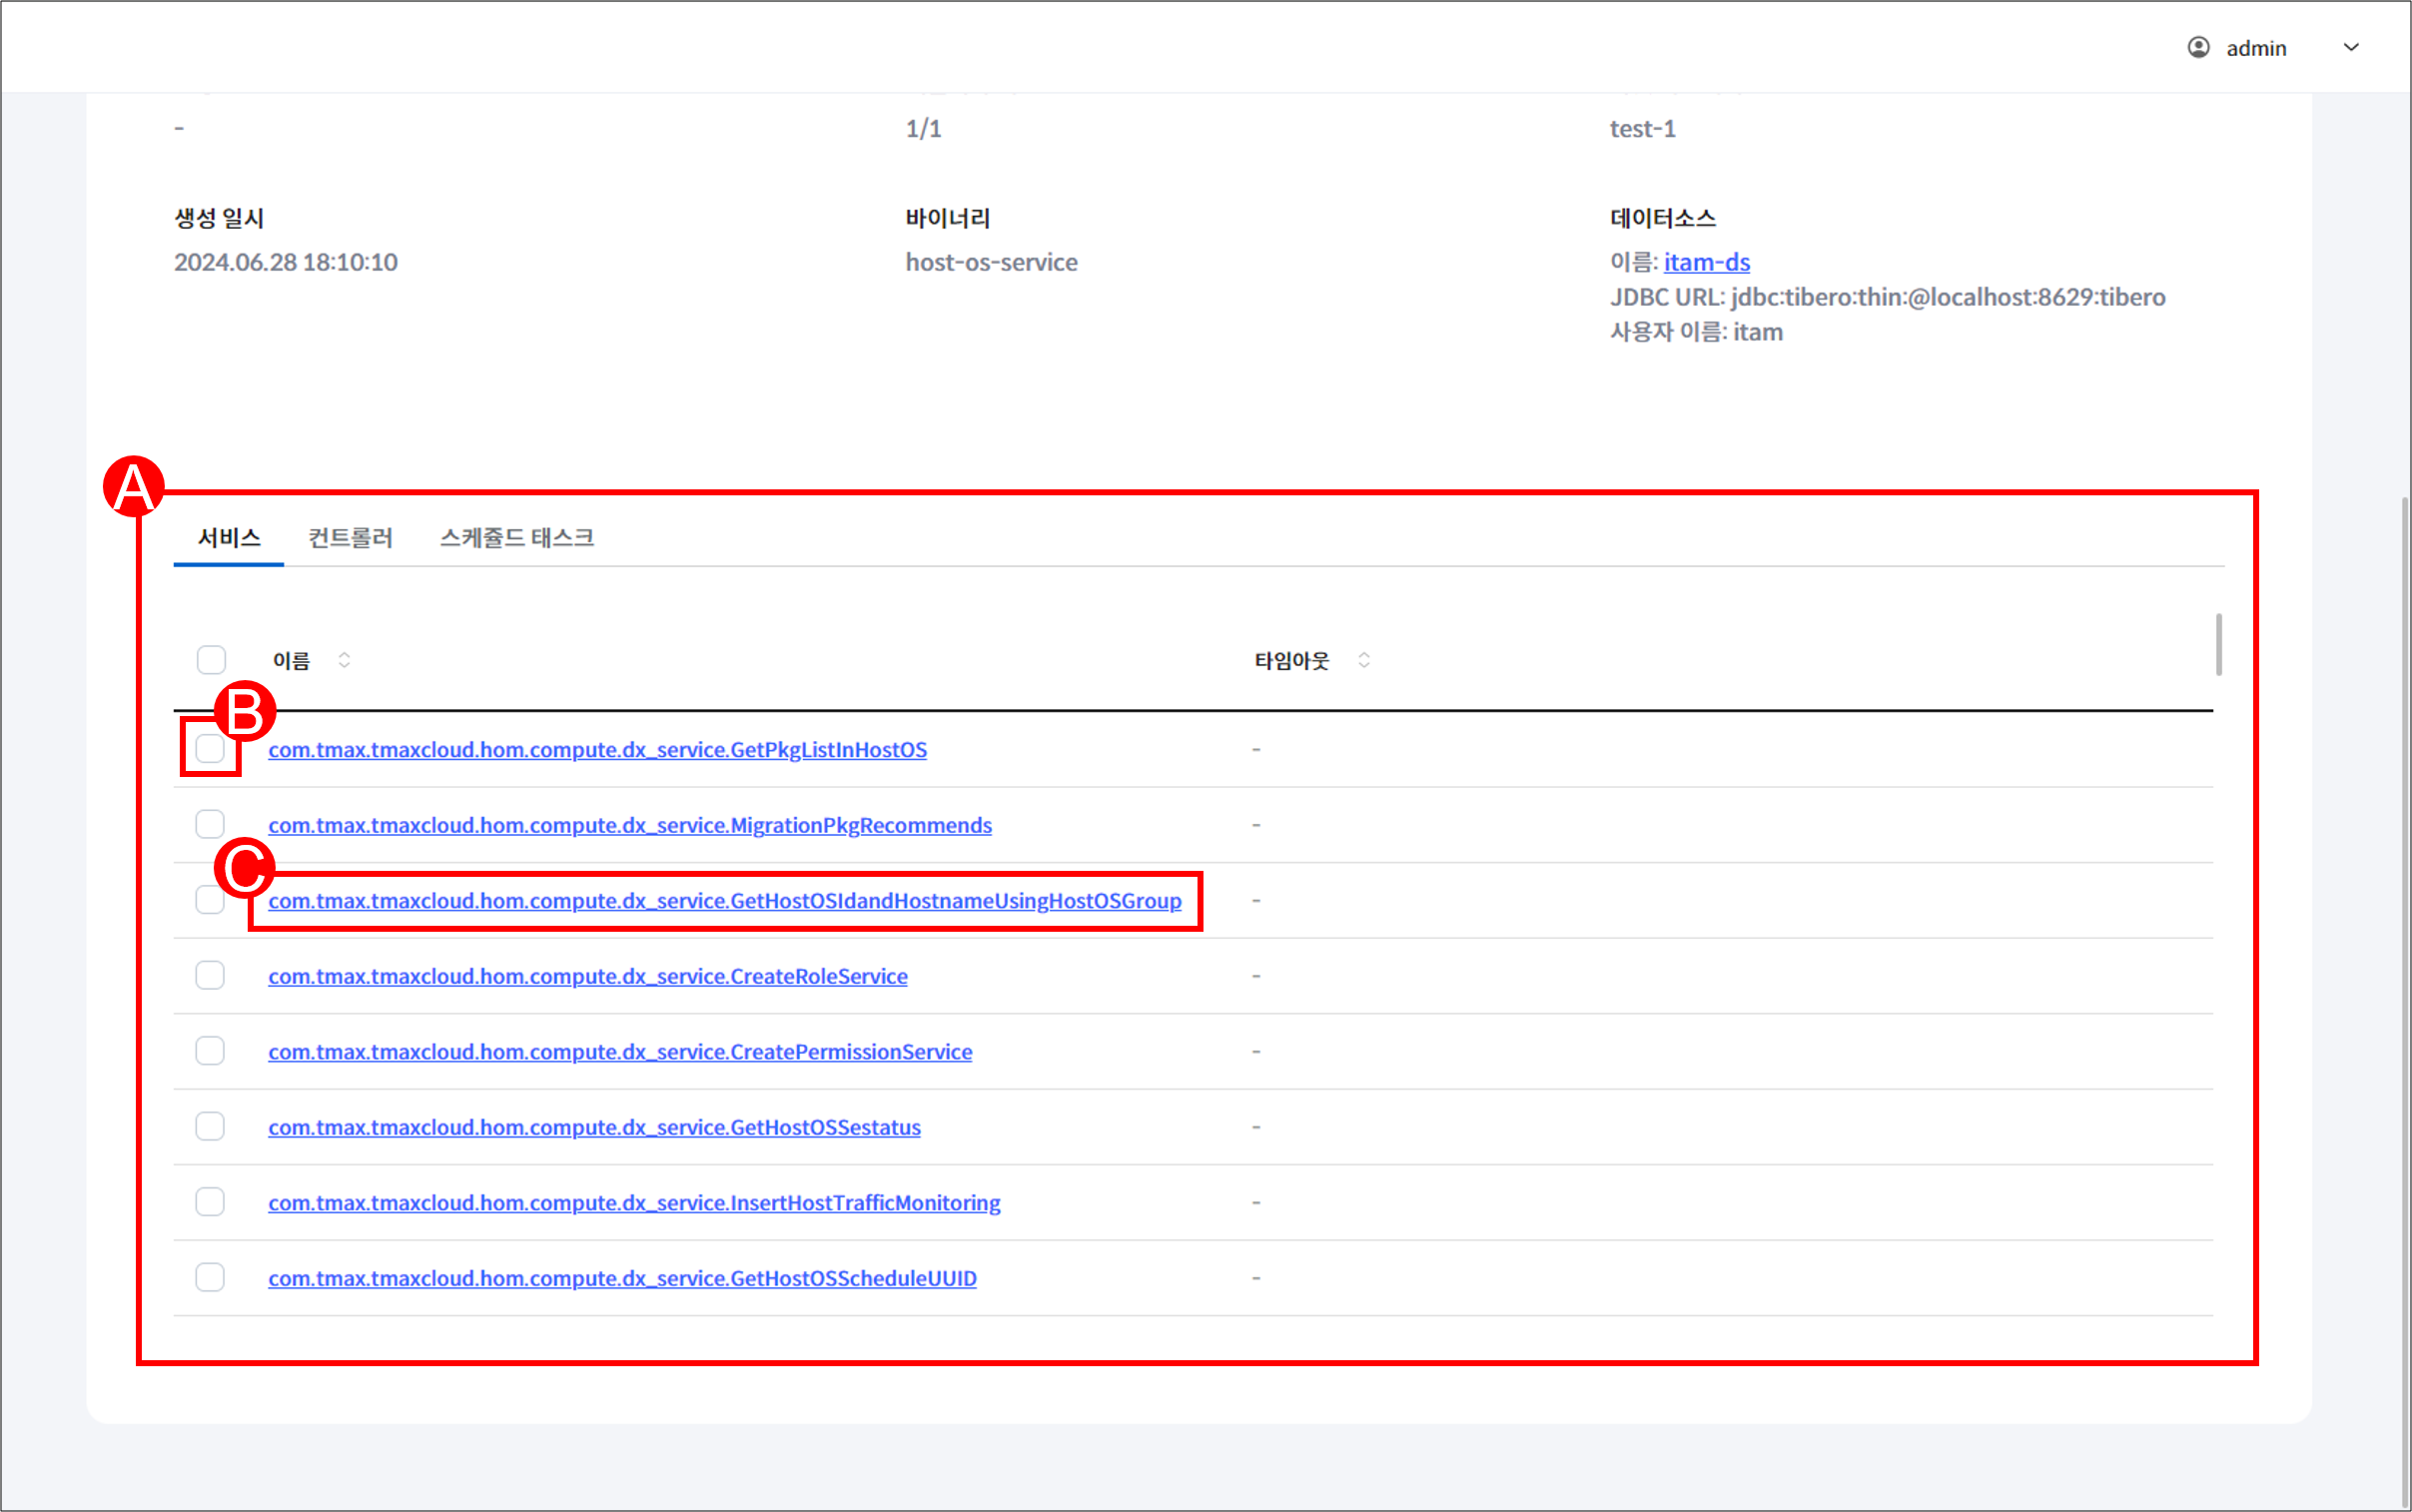 admin
- 1/1 test-1
생성 일시 바이너리 데이터소스
2024.06.28 18:10:10 host-os-service 이름: itam-ds
JDBC URL: jdbc:tibero:thin:@localhost:8629:tibero
사용자 이름: itam
A
서비스 컨트롤러 스케쥴드 태스크
이름 타임아웃
B
com.tmax.tmaxcloud.hom.compute.dx_service.GetPkgListInHostOS -
com.tmax.tmaxcloud.hom.compute.dx_service.MigrationPkgRecommends -
C
com.tmax.tmaxcloud.hom.compute.dx_service.GetHostOSIdandHostnameUsingHostOSGroup -
com.tmax.tmaxcloud.hom.compute.dx_service.CreateRoleService -
com.tmax.tmaxcloud.hom.compute.dx_service.CreatePermissionService -
com.tmax.tmaxcloud.hom.compute.dx_service.GetHostOSSestatus -
com.tmax.tmaxcloud.hom.compute.dx_service.InsertHostTrafficMonitoring -
com.tmax.tmaxcloud.hom.compute.dx_service.GetHostOSScheduleUUID -